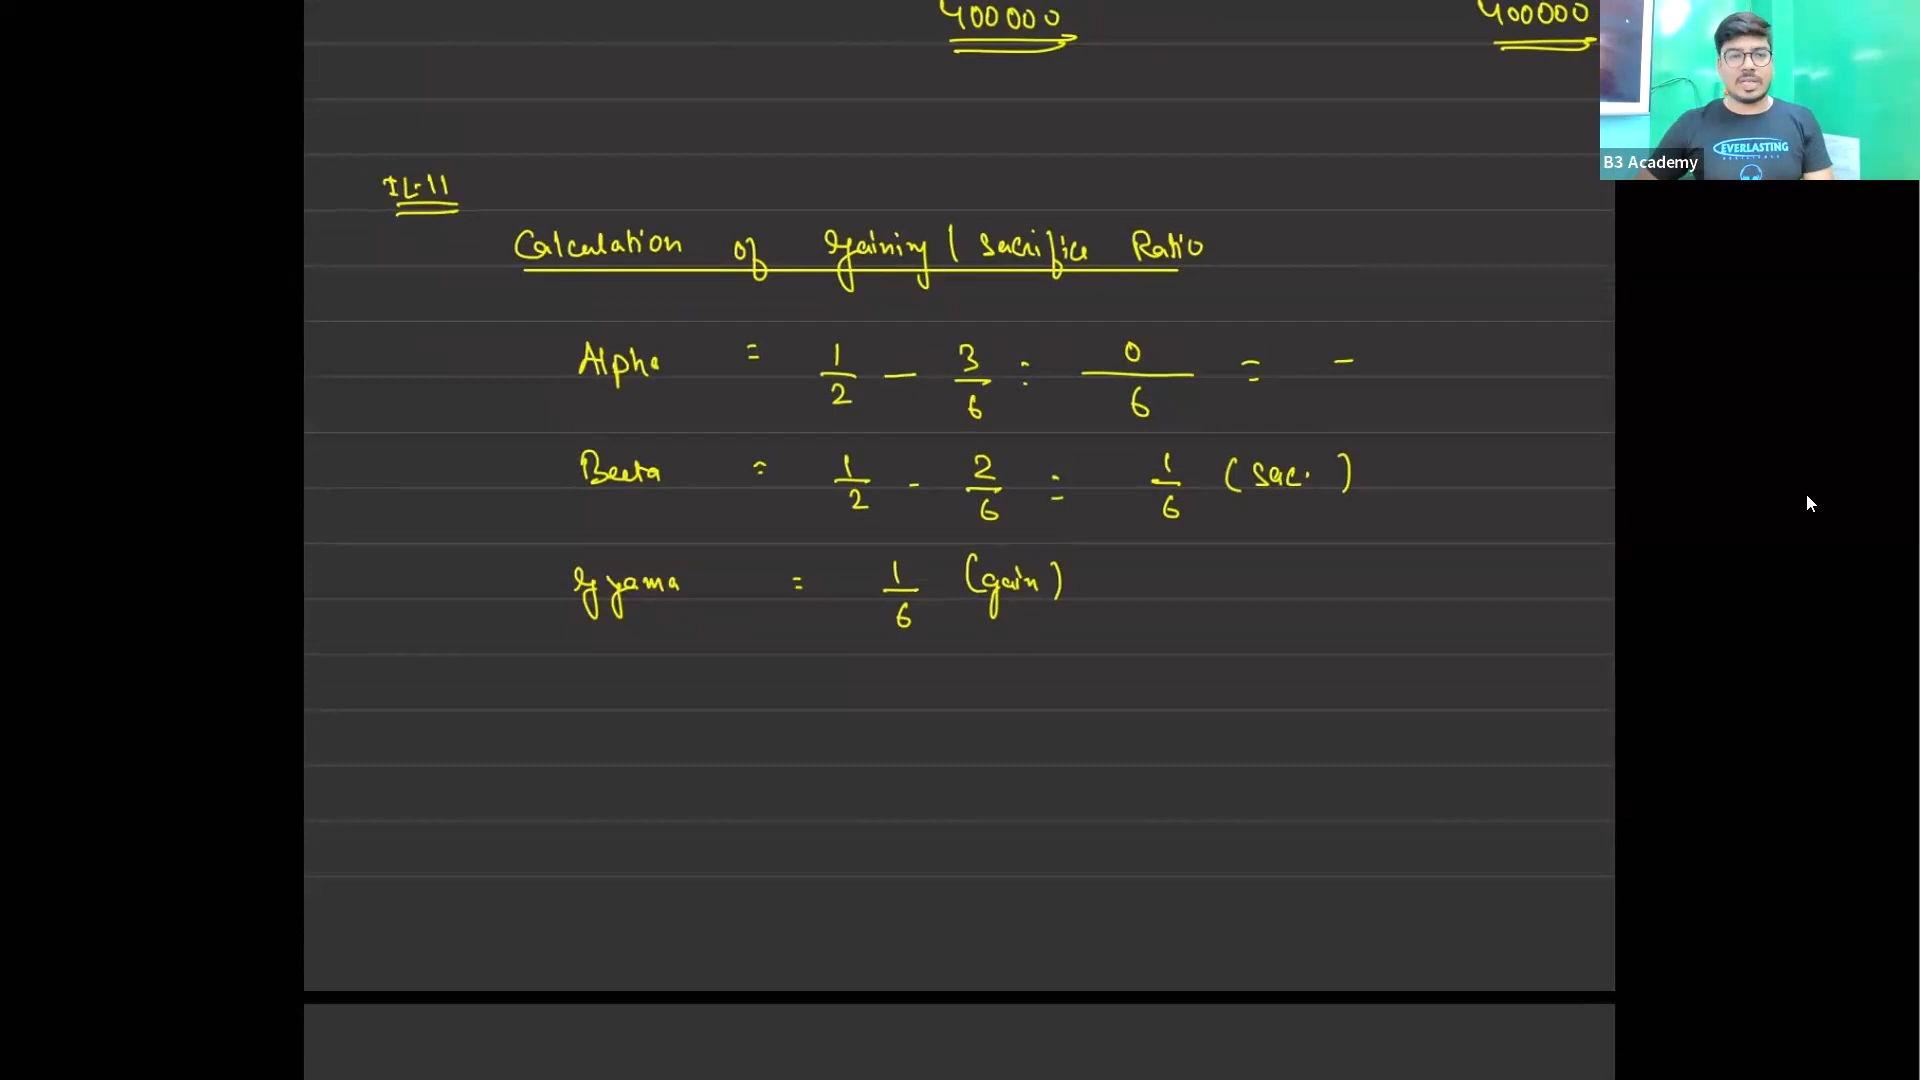 400000 400000
EVERLASTING
B3 Academy
IL-11
Calculation of Gaining / Sacrifice Ratio
Alpha = 1/2 - 3/6 = 0/6 = -
Beeta = 1/2 - 2/6 = 1/6 (Sac.)
Gyama = 1/6 (gain)